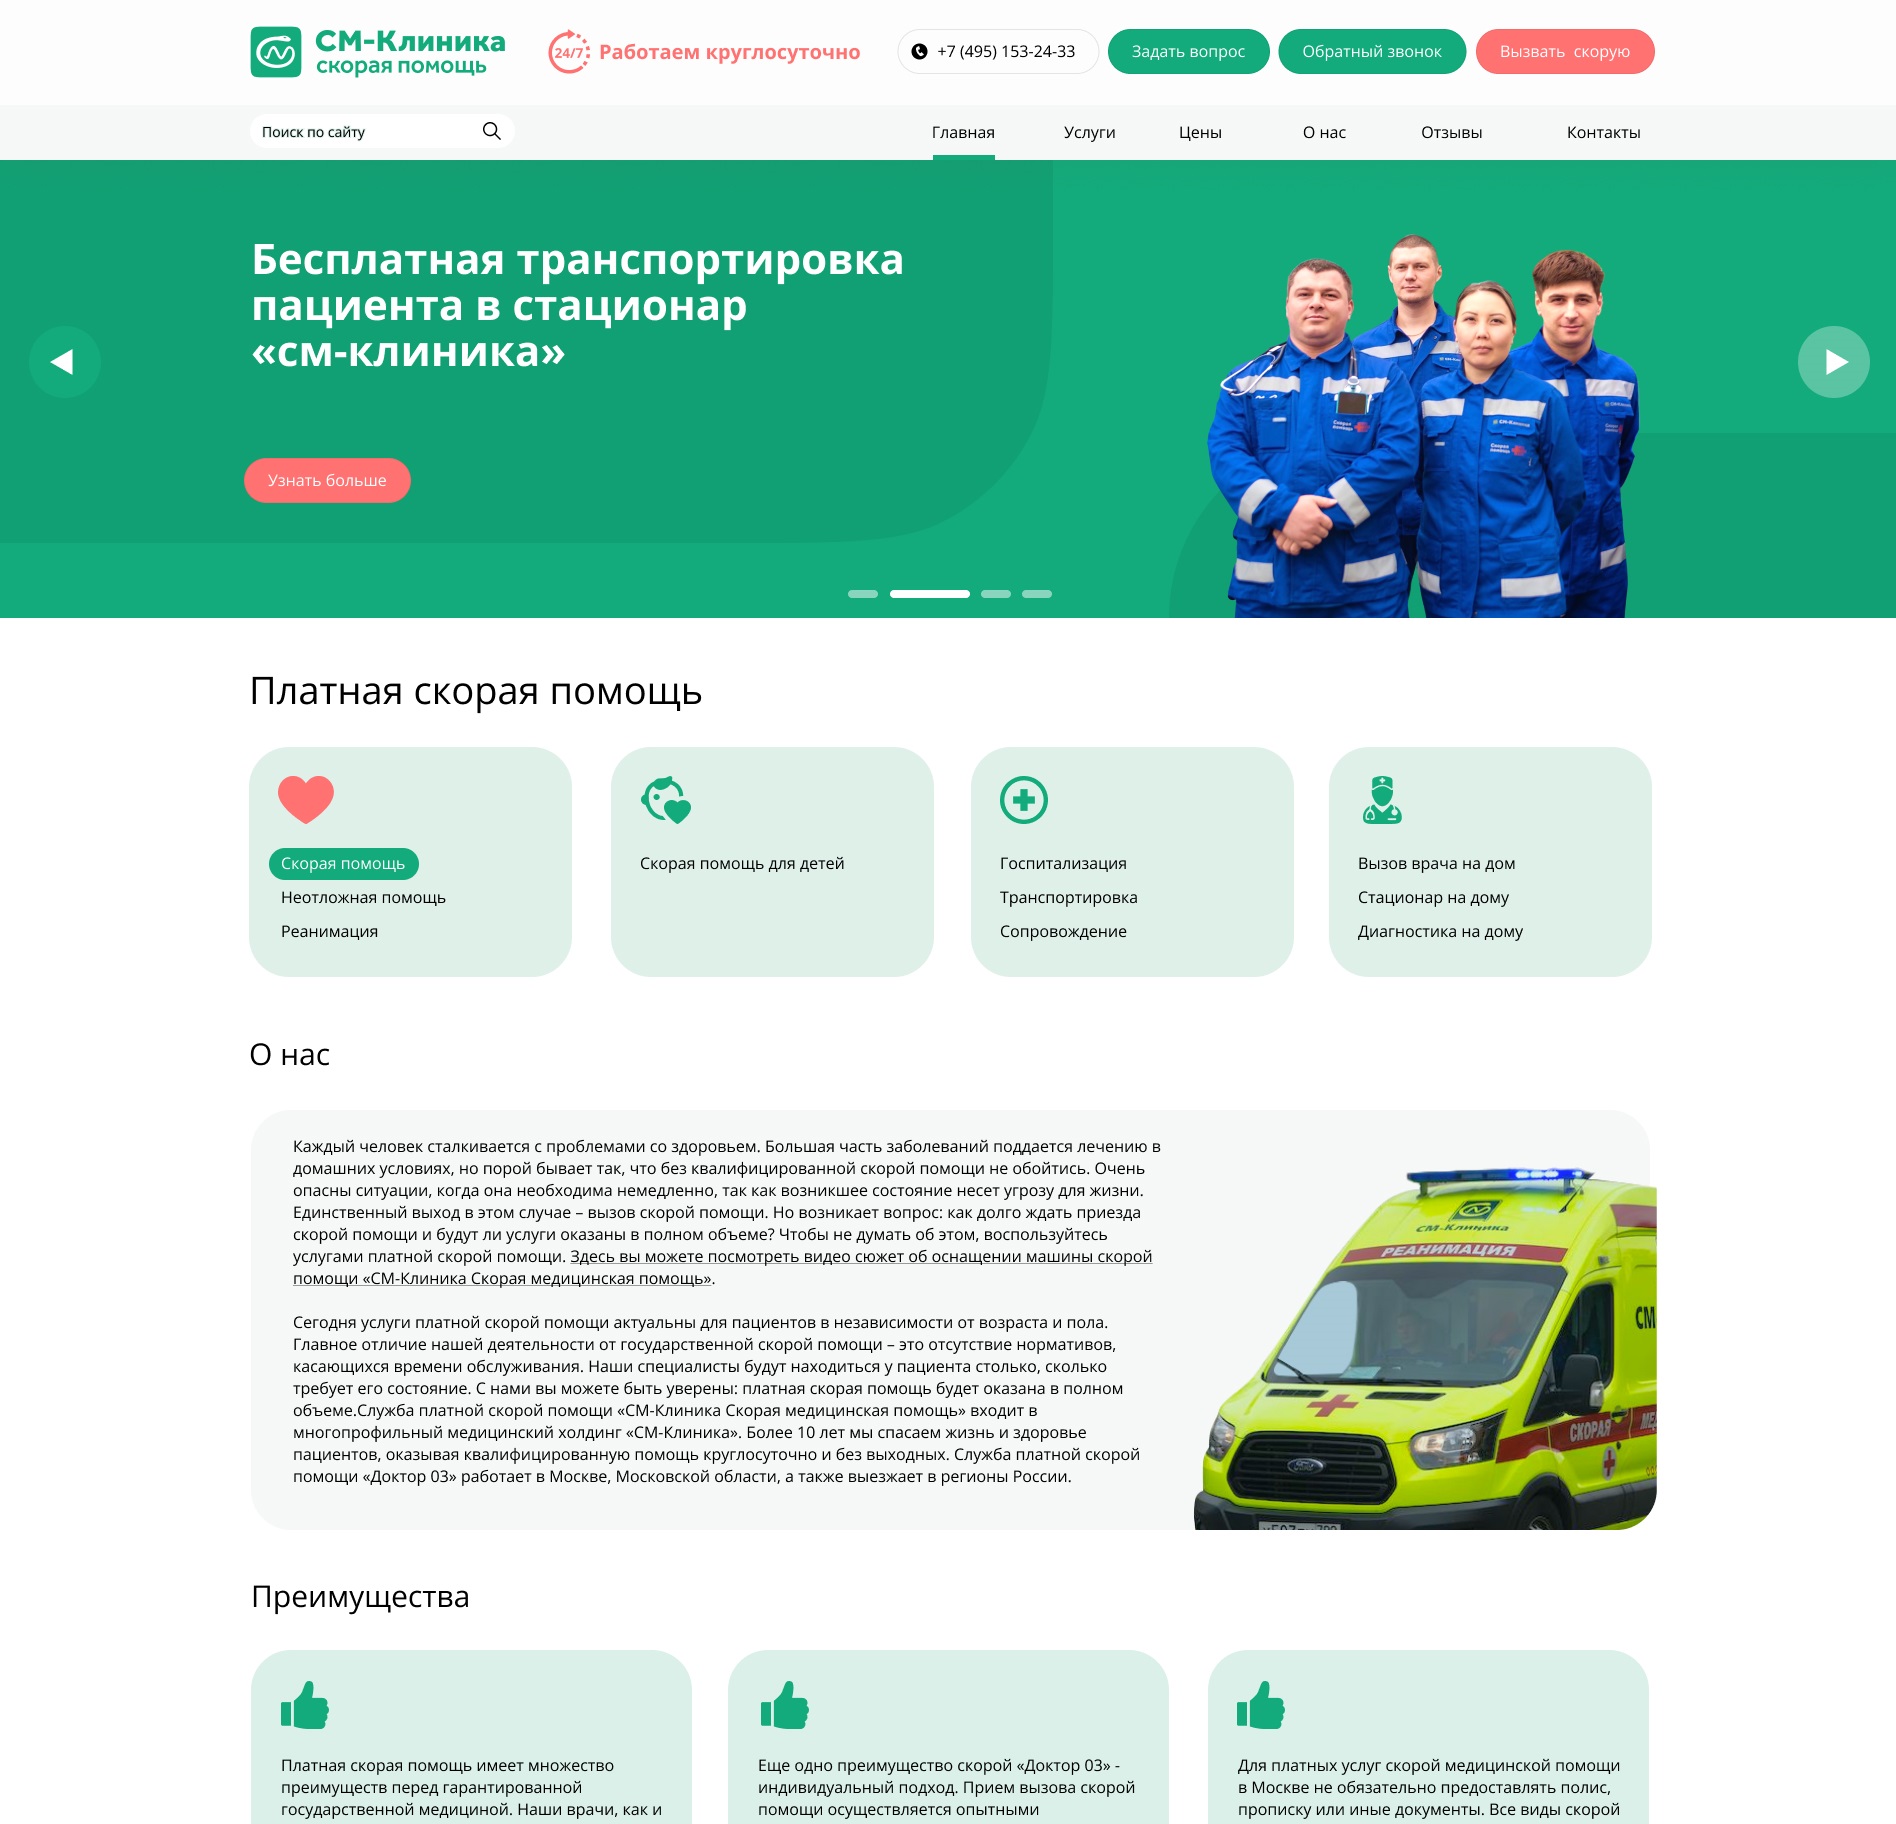 СМ-Клиника
скорая помощь
24/7
Работаем круглосуточно
+7 (495) 153-24-33
Задать вопрос
Обратный звонок
Вызвать скорую
Поиск по сайту
Главная
Услуги
Цены
О нас
Отзывы
Контакты
Бесплатная транспортировка
пациента в стационар
«см-клиника»
Узнать больше
Платная скорая помощь
Скорая помощь
Неотложная помощь
Реанимация
Скорая помощь для детей
Госпитализация
Транспортировка
Сопровождение
Вызов врача на дом
Стационар на дому
Диагностика на дому
О нас
Каждый человек сталкивается с проблемами со здоровьем. Большая часть заболеваний поддается лечению в
домашних условиях, но порой бывает так, что без квалифицированной скорой помощи не обойтись. Очень
опасны ситуации, когда она необходима немедленно, так как возникшее состояние несет угрозу для жизни.
Единственный выход в этом случае – вызов скорой помощи. Но возникает вопрос: как долго ждать приезда
скорой помощи и будут ли услуги оказаны в полном объеме? Чтобы не думать об этом, воспользуйтесь
услугами платной скорой помощи. Здесь вы можете посмотреть видео сюжет об оснащении машины скорой
помощи «СМ-Клиника Скорая медицинская помощь».
Сегодня услуги платной скорой помощи актуальны для пациентов в независимости от возраста и пола.
Главное отличие нашей деятельности от государственной скорой помощи – это отсутствие нормативов,
касающихся времени обслуживания. Наши специалисты будут находиться у пациента столько, сколько
требует его состояние. С нами вы можете быть уверены: платная скорая помощь будет оказана в полном
объеме.Служба платной скорой помощи «СМ-Клиника Скорая медицинская помощь» входит в
многопрофильный медицинский холдинг «СМ-Клиника». Более 10 лет мы спасаем жизнь и здоровье
пациентов, оказывая квалифицированную помощь круглосуточно и без выходных. Служба платной скорой
помощи «Доктор 03» работает в Москве, Московской области, а также выезжает в регионы России.
СМ-Клиника
РЕАНИМАЦИЯ
СМ
СКОРАЯ
Преимущества
Платная скорая помощь имеет множество
преимуществ перед гарантированной
государственной медициной. Наши врачи, как и
Еще одно преимущество скорой «Доктор 03» -
индивидуальный подход. Прием вызова скорой
помощи осуществляется опытными
Для платных услуг скорой медицинской помощи
в Москве не обязательно предоставлять полис,
прописку или иные документы. Все виды скорой